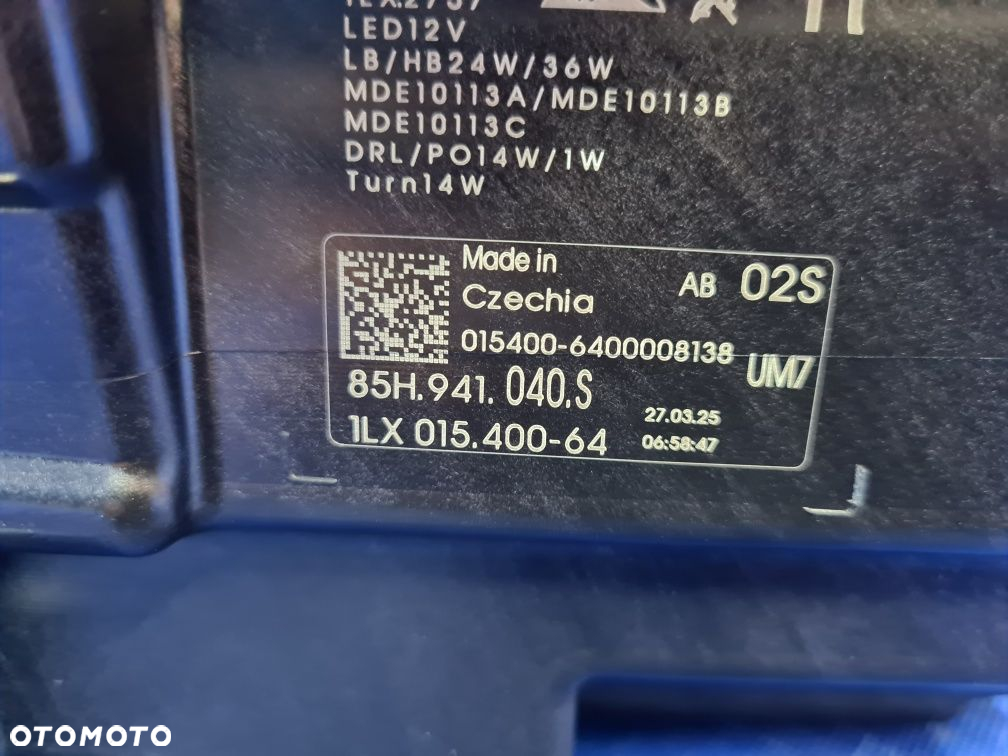 LED12V
LB/HB24W/36W
MDE10113A/MDE10113B
MDE10113C
DRL/PO14W/1W
Turn14W
Made in
Czechia
AB 02S
015400-6400008138
UM7
85H.941.040.S
27.03.25
1LX 015.400-64
06:58:47
OTOMOTO